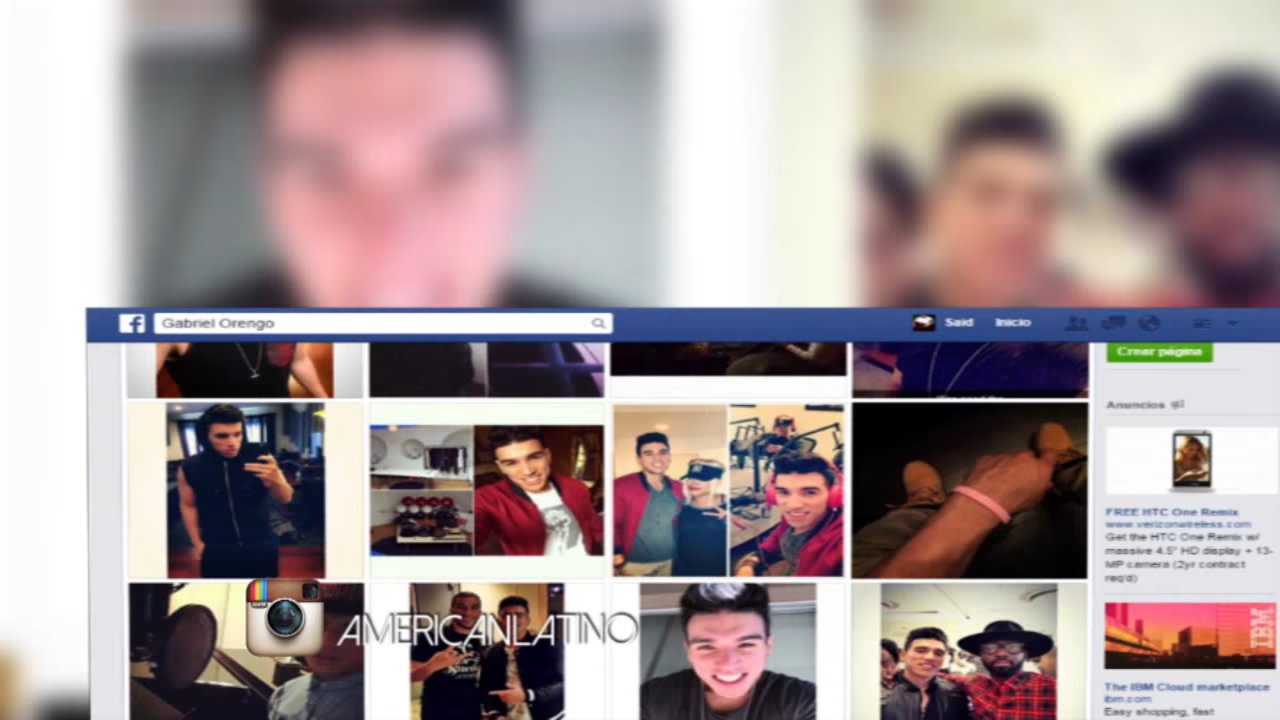 Gabriel Orengo
Said
Inicio
Crear página
Anuncios
FREE HTC One Remix
www.verizonwireless.com
Get the HTC One Remix w/
massive 4.5" HD display + 13-
MP camera (2yr contract
req'd)
IBM
AMERICANLATINO
The IBM Cloud marketplace
ibm.com
Easy shopping, fast